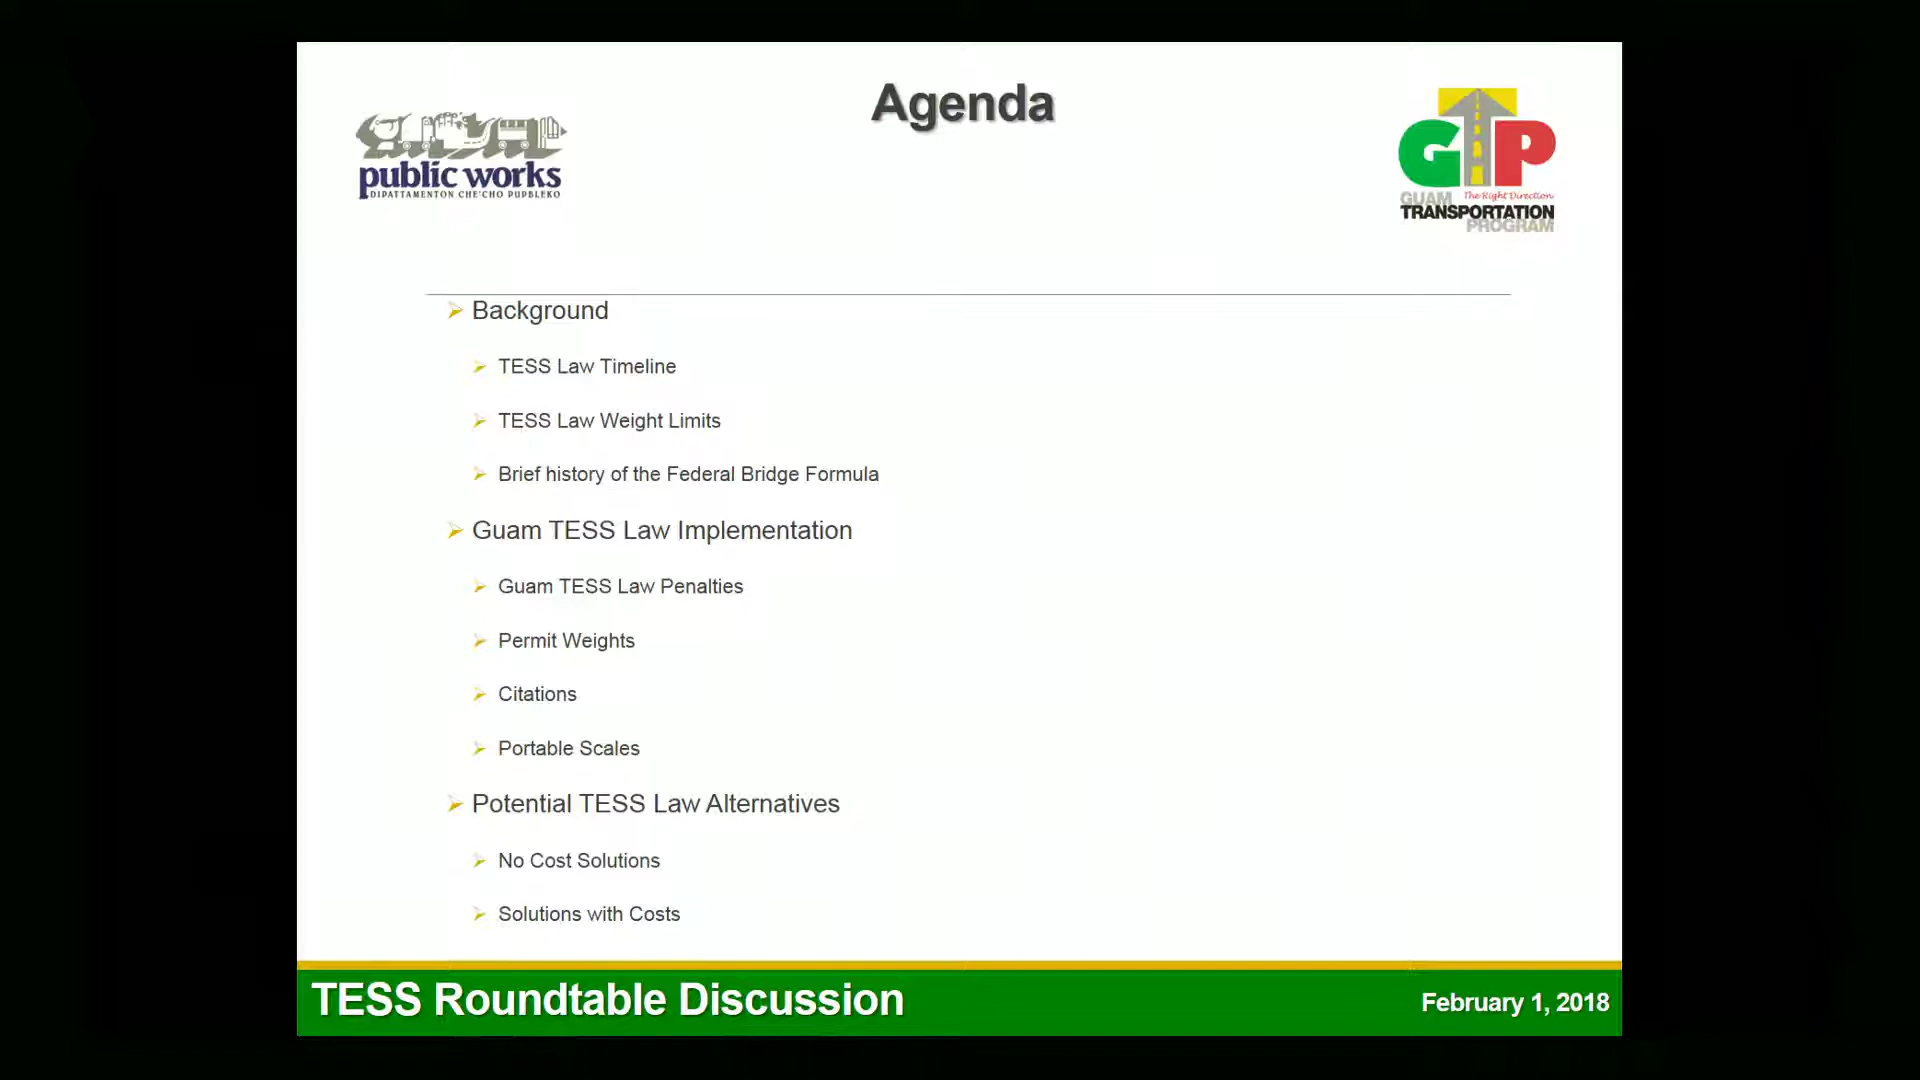 Agenda
public works
DIPATTAMENTON CHE'CHO PUPBLEKO
GTP
The Right Direction
GUAM
TRANSPORTATION
PROGRAM
Background
TESS Law Timeline
TESS Law Weight Limits
Brief history of the Federal Bridge Formula
Guam TESS Law Implementation
Guam TESS Law Penalties
Permit Weights
Citations
Portable Scales
Potential TESS Law Alternatives
No Cost Solutions
Solutions with Costs
TESS Roundtable Discussion
February 1, 2018